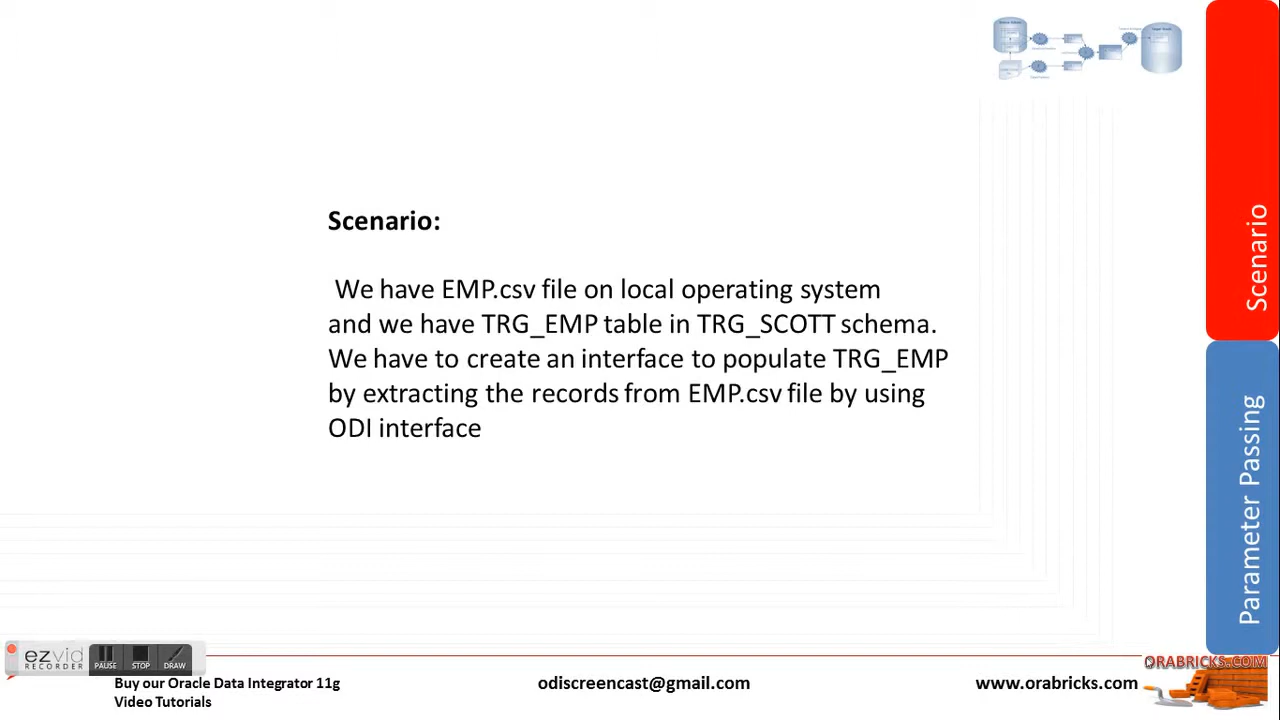 Scenario:
We have EMP.csv file on local operating system
and we have TRG_EMP table in TRG_SCOTT schema.
We have to create an interface to populate TRG_EMP
by extracting the records from EMP.csv file by using
ODI interface
Scenario
Parameter Passing
ezvid
RECORDER
PAUSE
STOP
DRAW
Buy our Oracle Data Integrator 11g
Video Tutorials
odiscreencast@gmail.com
www.orabricks.com
ORABRICKS.COM